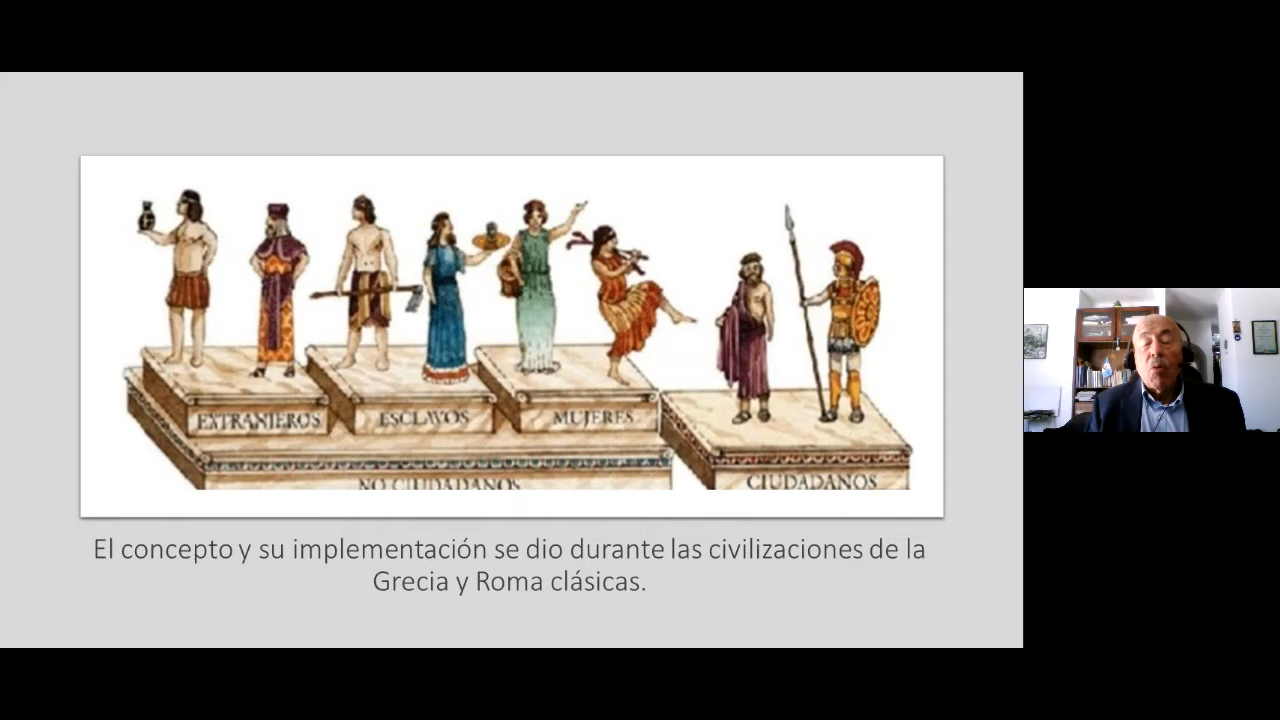 EXTRANJEROS
ESCLAVOS
MUJERES
NO CIUDADANOS
CIUDADANOS
El concepto y su implementación se dio durante las civilizaciones de la
Grecia y Roma clásicas.